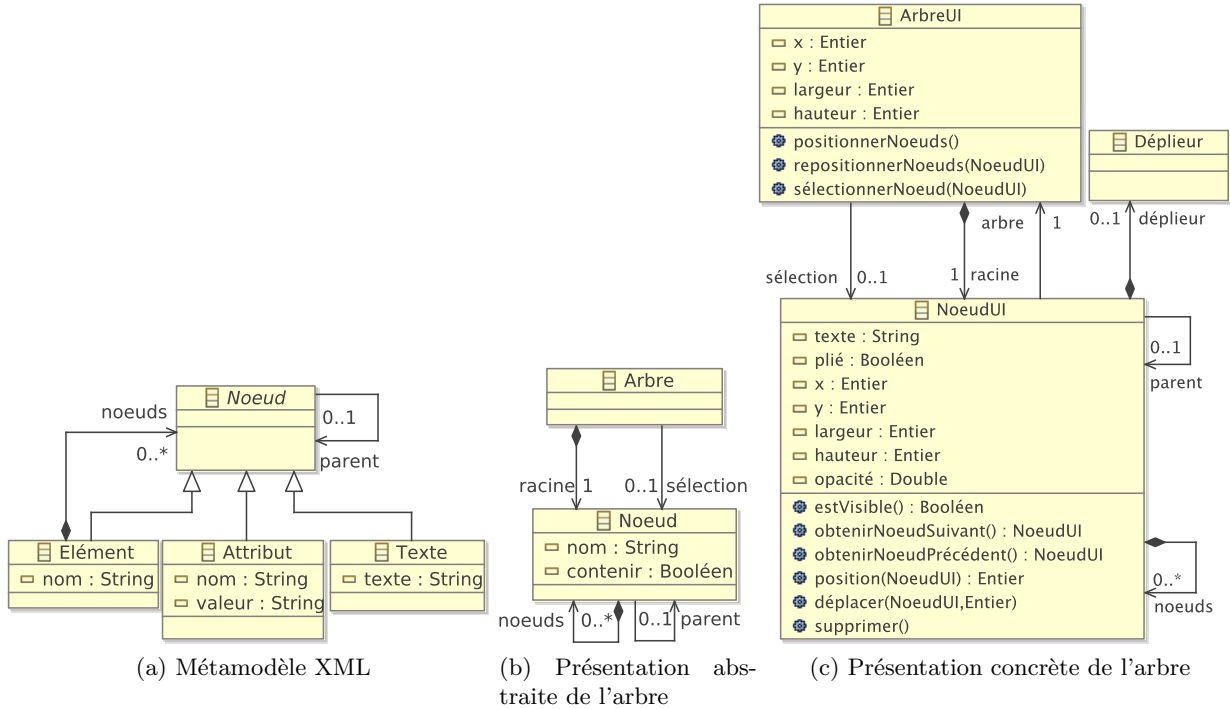 Noeud
noeuds
0..*
0..1
parent
Elément
nom : String
Attribut
nom : String
valeur : String
Texte
texte : String
(a) Métamodèle XML
Arbre
racine 1
0..1 sélection
Noeud
nom : String
contenir : Booléen
noeuds 0..*
0..1 parent
(b) Présentation abs-
traite de l'arbre
ArbreUI
x : Entier
y : Entier
largeur : Entier
hauteur : Entier
positionnerNoeuds()
repositionnerNoeuds(NoeudUI)
sélectionnerNoeud(NoeudUI)
Déplieur
0..1 déplieur
arbre 1
sélection 0..1
1 racine
NoeudUI
texte : String
plié : Booléen
x : Entier
y : Entier
largeur : Entier
hauteur : Entier
opacité : Double
estVisible() : Booléen
obtenirNoeudSuivant() : NoeudUI
obtenirNoeudPrécédent() : NoeudUI
position(NoeudUI) : Entier
déplacer(NoeudUI,Entier)
supprimer()
0..1
parent
0..*
noeuds
(c) Présentation concrète de l'arbre